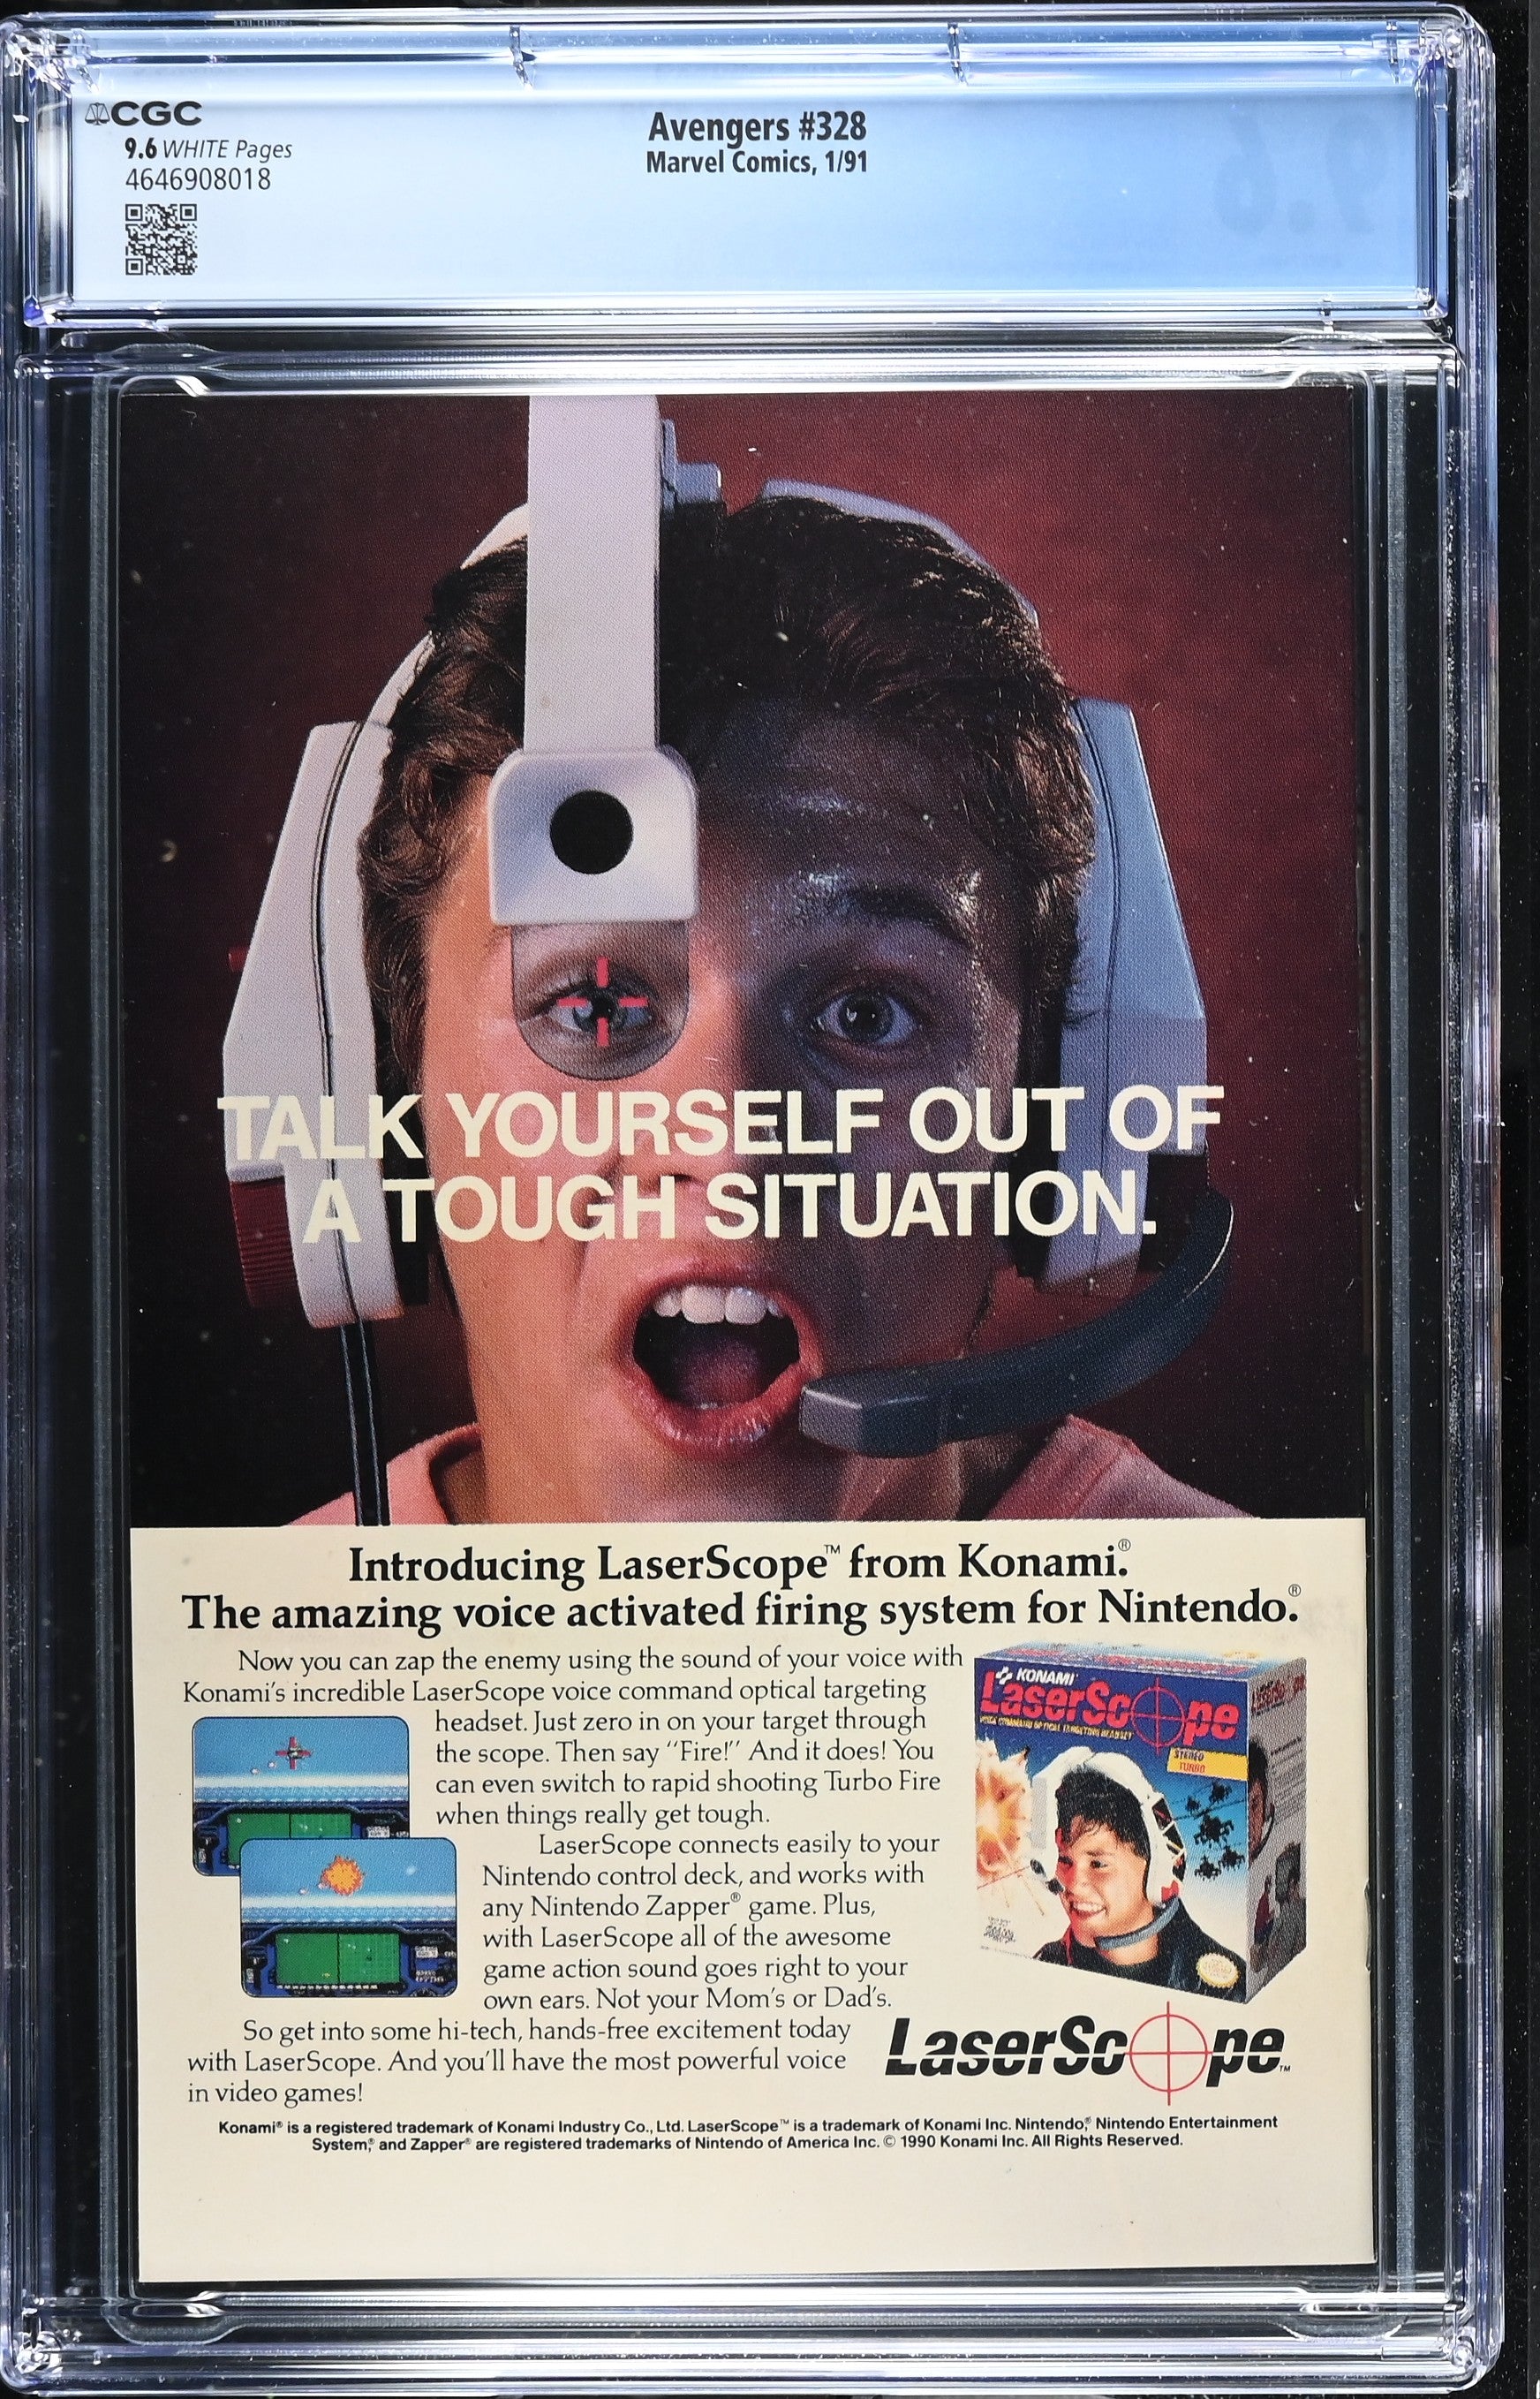 CGC
9.6 WHITE Pages
4646908018
Avengers #328
Marvel Comics, 1/91
9.6
TALK YOURSELF OUT OF
A TOUGH SITUATION.
Introducing LaserScope™ from Konami.®
The amazing voice activated firing system for Nintendo.®
Now you can zap the enemy using the sound of your voice with
Konami's incredible LaserScope voice command optical targeting
headset. Just zero in on your target through
the scope. Then say "Fire!" And it does! You
can even switch to rapid shooting Turbo Fire
when things really get tough.
LaserScope connects easily to your
Nintendo control deck, and works with
any Nintendo Zapper® game. Plus,
with LaserScope all of the awesome
game action sound goes right to your
own ears. Not your Mom's or Dad's.
So get into some hi-tech, hands-free excitement today
with LaserScope. And you'll have the most powerful voice
in video games!
KONAMI
LaserScope
VOICE COMMAND OPTICAL TARGETING HEADSET
STEREO
TURBO
LaserScope™
Konami® is a registered trademark of Konami Industry Co., Ltd. LaserScope™ is a trademark of Konami Inc. Nintendo,® Nintendo Entertainment
System,® and Zapper® are registered trademarks of Nintendo of America Inc. © 1990 Konami Inc. All Rights Reserved.